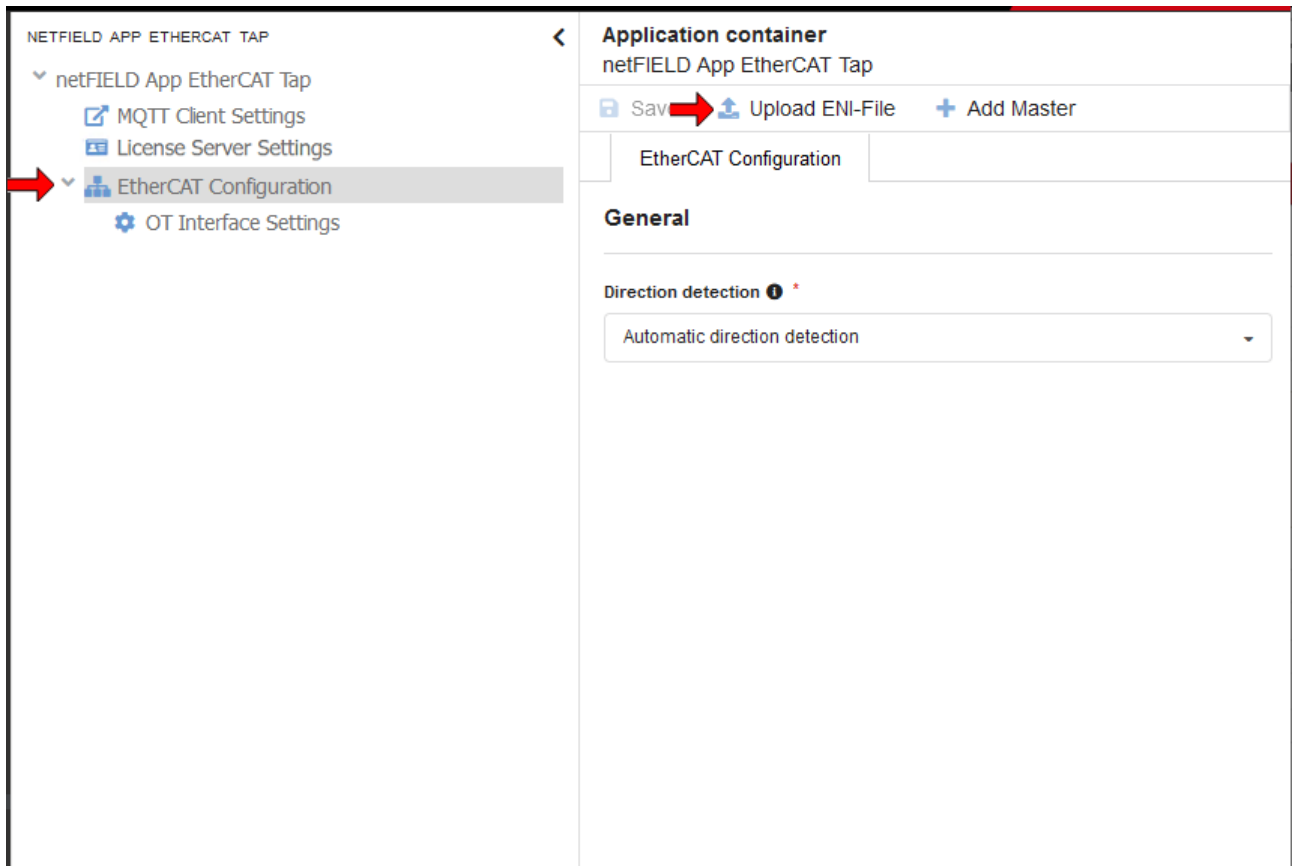 NETFIELD APP ETHERCAT TAP
netFIELD App EtherCAT Tap
MQTT Client Settings
License Server Settings
EtherCAT Configuration
OT Interface Settings
Application container
netFIELD App EtherCAT Tap
Sav Upload ENI-File Add Master
EtherCAT Configuration
General
Direction detection *
Automatic direction detection